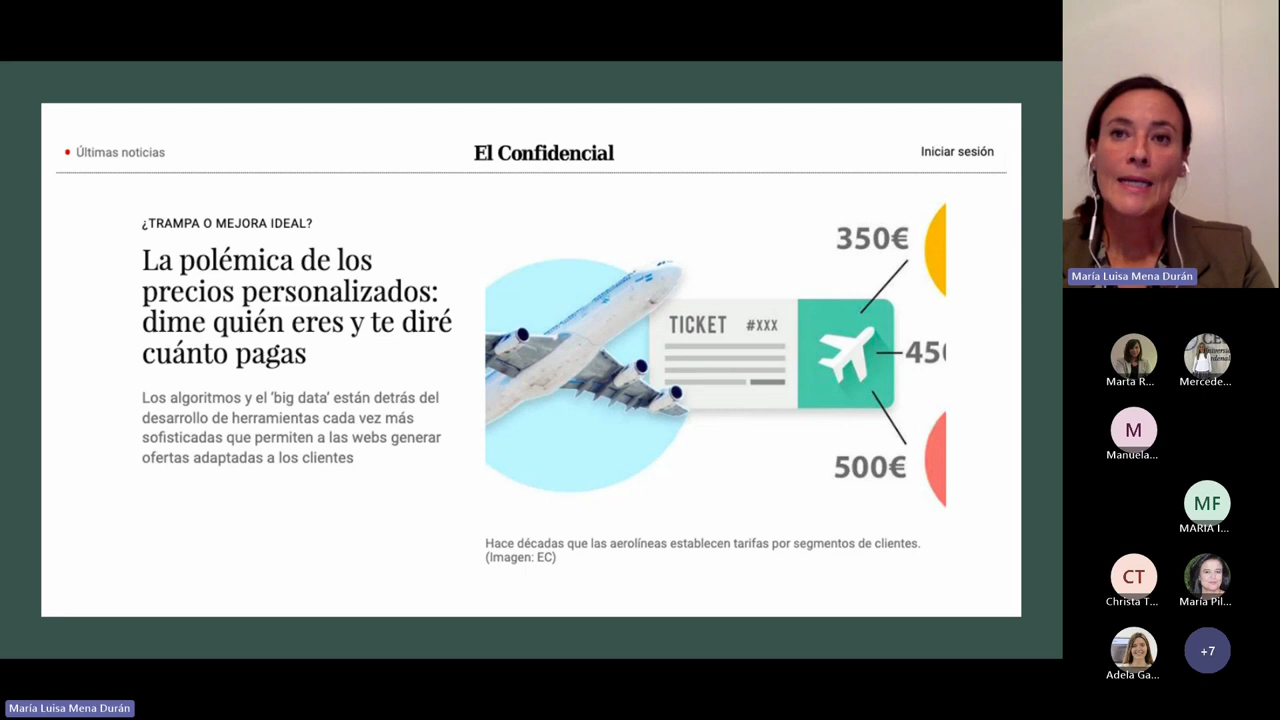 Últimas noticias
El Confidencial
Iniciar sesión
¿TRAMPA O MEJORA IDEAL?
La polémica de los
precios personalizados:
dime quién eres y te diré
cuánto pagas
Los algoritmos y el 'big data' están detrás del
desarrollo de herramientas cada vez más
sofisticadas que permiten a las webs generar
ofertas adaptadas a los clientes
350€
TICKET #XXX
450
500€
Hace décadas que las aerolíneas establecen tarifas por segmentos de clientes.
(Imagen: EC)
María Luisa Mena Durán
Marta R...
Mercede...
M
Manuela...
MF
MARIA I...
CT
Christa T...
María Pil...
Adela Ga...
+7
María Luisa Mena Durán